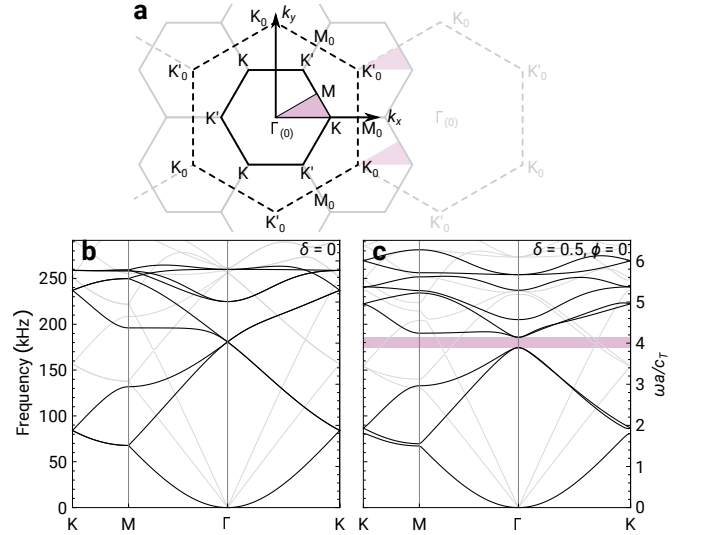 a
K₀ k_y K₀
M₀
K'₀ K K' K'₀ K'₀
M
K' Γ₍₀₎ K M₀ k_x Γ₍₀₎
K₀ K K' K₀ K₀
M₀
K'₀ K'₀
b δ = 0
c δ = 0.5, ϕ = 0
Frequency (kHz)
250
200
150
100
50
0
K M Γ K
6
5
4
3
2
1
0
ωa/c_T
K M Γ K